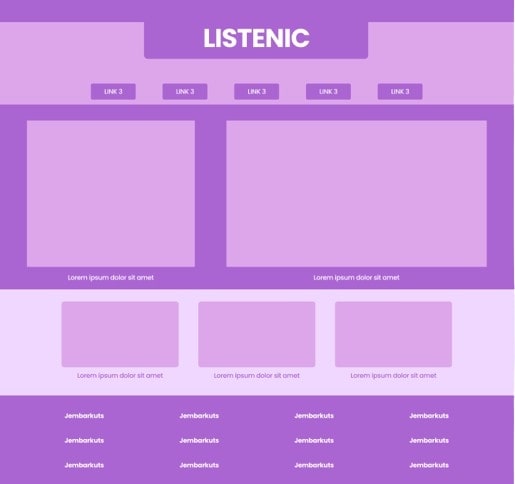 LISTENIC
LINK 3 LINK 3 LINK 3 LINK 3 LINK 3
Lorem ipsum dolor sit amet Lorem ipsum dolor sit amet
Lorem ipsum dolor sit amet Lorem ipsum dolor sit amet Lorem ipsum dolor sit amet
Jembarkuts Jembarkuts Jembarkuts Jembarkuts
Jembarkuts Jembarkuts Jembarkuts Jembarkuts
Jembarkuts Jembarkuts Jembarkuts Jembarkuts